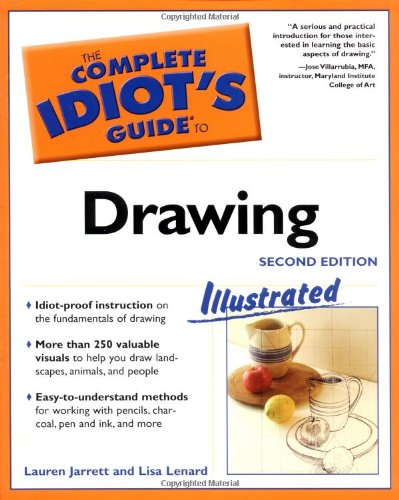 Copyrighted Material
THE
COMPLETE
IDIOT'S
GUIDE® TO
"A serious and practical
introduction for those inter-
ested in learning the basic
aspects of drawing."
—Jose Villarrubia, MFA,
instructor, Maryland Institute
College of Art
Drawing
SECOND EDITION
Illustrated
♦ Idiot-proof instruction on
the fundamentals of drawing
♦ More than 250 valuable
visuals to help you draw land-
scapes, animals, and people
♦ Easy-to-understand methods
for working with pencils, char-
coal, pen and ink, and more
Lauren Jarrett and Lisa Lenard
Copyrighted Material